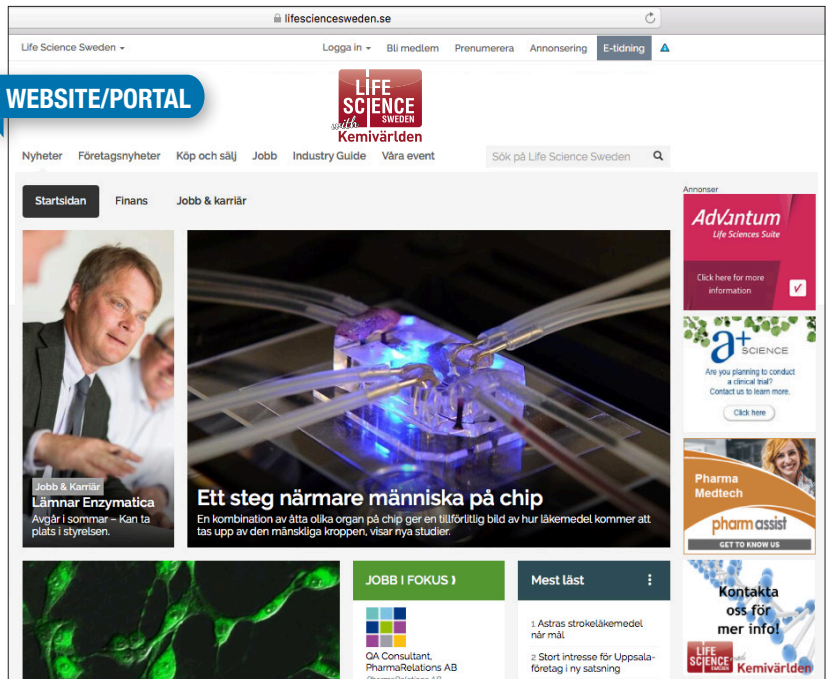 lifesciencesweden.se
Life Science Sweden
Logga in
Bli medlem
Prenumerera
Annonsering
E-tidning
WEBSITE/PORTAL
LIFE
SCIENCE
SWEDEN
with
Kemivärlden
Nyheter
Företagsnyheter
Köp och sälj
Jobb
Industry Guide
Våra event
Sök på Life Science Sweden
Startsidan
Finans
Jobb & karriär
Annonser
Advantum
Life Sciences Suite
Click here for more
information
a+
SCIENCE
Are you planning to conduct
a clinical trial?
Contact us to learn more.
Click here
Jobb & Karriär
Lämnar Enzymatica
Avgår i sommar – Kan ta
plats i styrelsen.
Ett steg närmare människa på chip
En kombination av åtta olika organ på chip ger en tillförlitlig bild av hur läkemedel kommer att
tas upp av den mänskliga kroppen, visar nya studier.
Pharma
Medtech
pharm assist
GET TO KNOW US
JOBB I FOKUS
QA Consultant,
PharmaRelations AB
PharmaRelations AB
Mest läst
1 Astras strokeläkemedel
når mål
2 Stort intresse för Uppsala-
företag i ny satsning
Kontakta
oss för
mer info!
LIFE
SCIENCE
SWEDEN
with
Kemivärlden